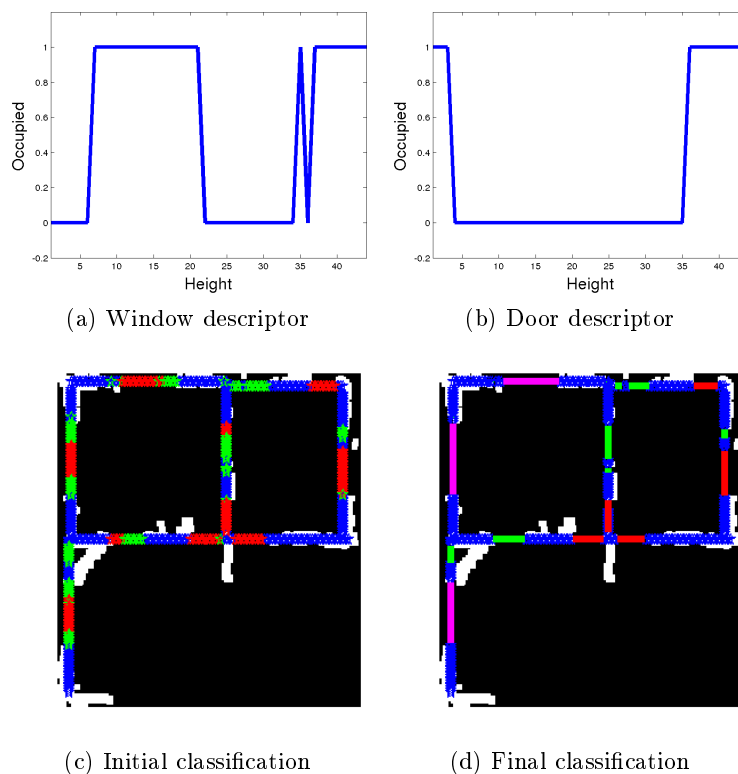 1
0.8
0.6
0.4
0.2
0
-0.2
Occupied
5 10 15 20 25 30 35 40
Height
(a) Window descriptor
1
0.8
0.6
0.4
0.2
0
-0.2
Occupied
5 10 15 20 25 30 35 40
Height
(b) Door descriptor
(c) Initial classification
(d) Final classification